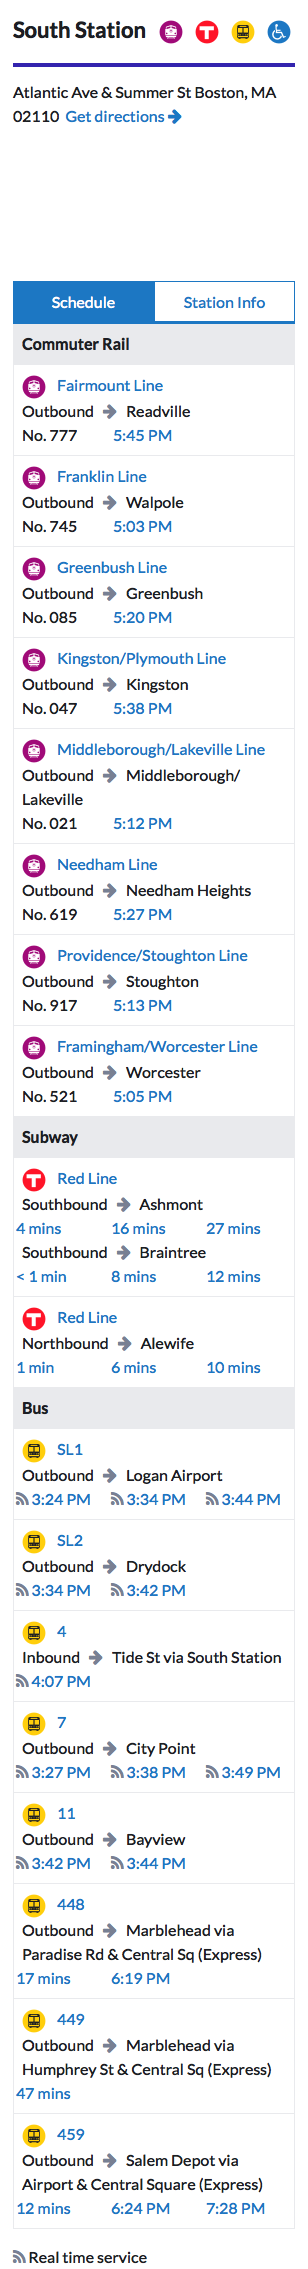 South Station
Atlantic Ave & Summer St Boston, MA
02110 Get directions
Schedule Station Info
Commuter Rail
Fairmount Line
Outbound Readville
No. 777 5:45 PM
Franklin Line
Outbound Walpole
No. 745 5:03 PM
Greenbush Line
Outbound Greenbush
No. 085 5:20 PM
Kingston/Plymouth Line
Outbound Kingston
No. 047 5:38 PM
Middleborough/Lakeville Line
Outbound Middleborough/
Lakeville
No. 021 5:12 PM
Needham Line
Outbound Needham Heights
No. 619 5:27 PM
Providence/Stoughton Line
Outbound Stoughton
No. 917 5:13 PM
Framingham/Worcester Line
Outbound Worcester
No. 521 5:05 PM
Subway
Red Line
Southbound Ashmont
4 mins 16 mins 27 mins
Southbound Braintree
< 1 min 8 mins 12 mins
Red Line
Northbound Alewife
1 min 6 mins 10 mins
Bus
SL1
Outbound Logan Airport
3:24 PM 3:34 PM 3:44 PM
SL2
Outbound Drydock
3:34 PM 3:42 PM
4
Inbound Tide St via South Station
4:07 PM
7
Outbound City Point
3:27 PM 3:38 PM 3:49 PM
11
Outbound Bayview
3:42 PM 3:44 PM
448
Outbound Marblehead via
Paradise Rd & Central Sq (Express)
17 mins 6:19 PM
449
Outbound Marblehead via
Humphrey St & Central Sq (Express)
47 mins
459
Outbound Salem Depot via
Airport & Central Square (Express)
12 mins 6:24 PM 7:28 PM
Real time service